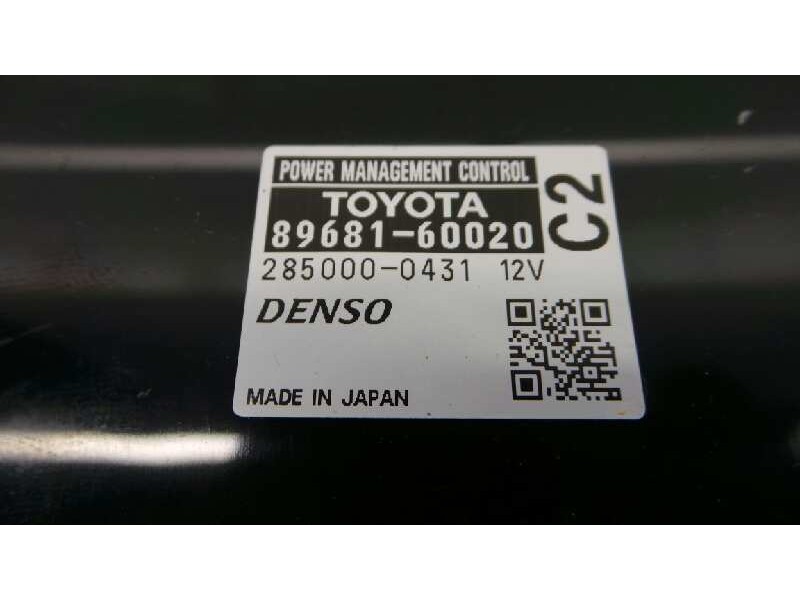 POWER MANAGEMENT CONTROL
TOYOTA
89681-60020
C2
285000-0431 12V
DENSO
MADE IN JAPAN